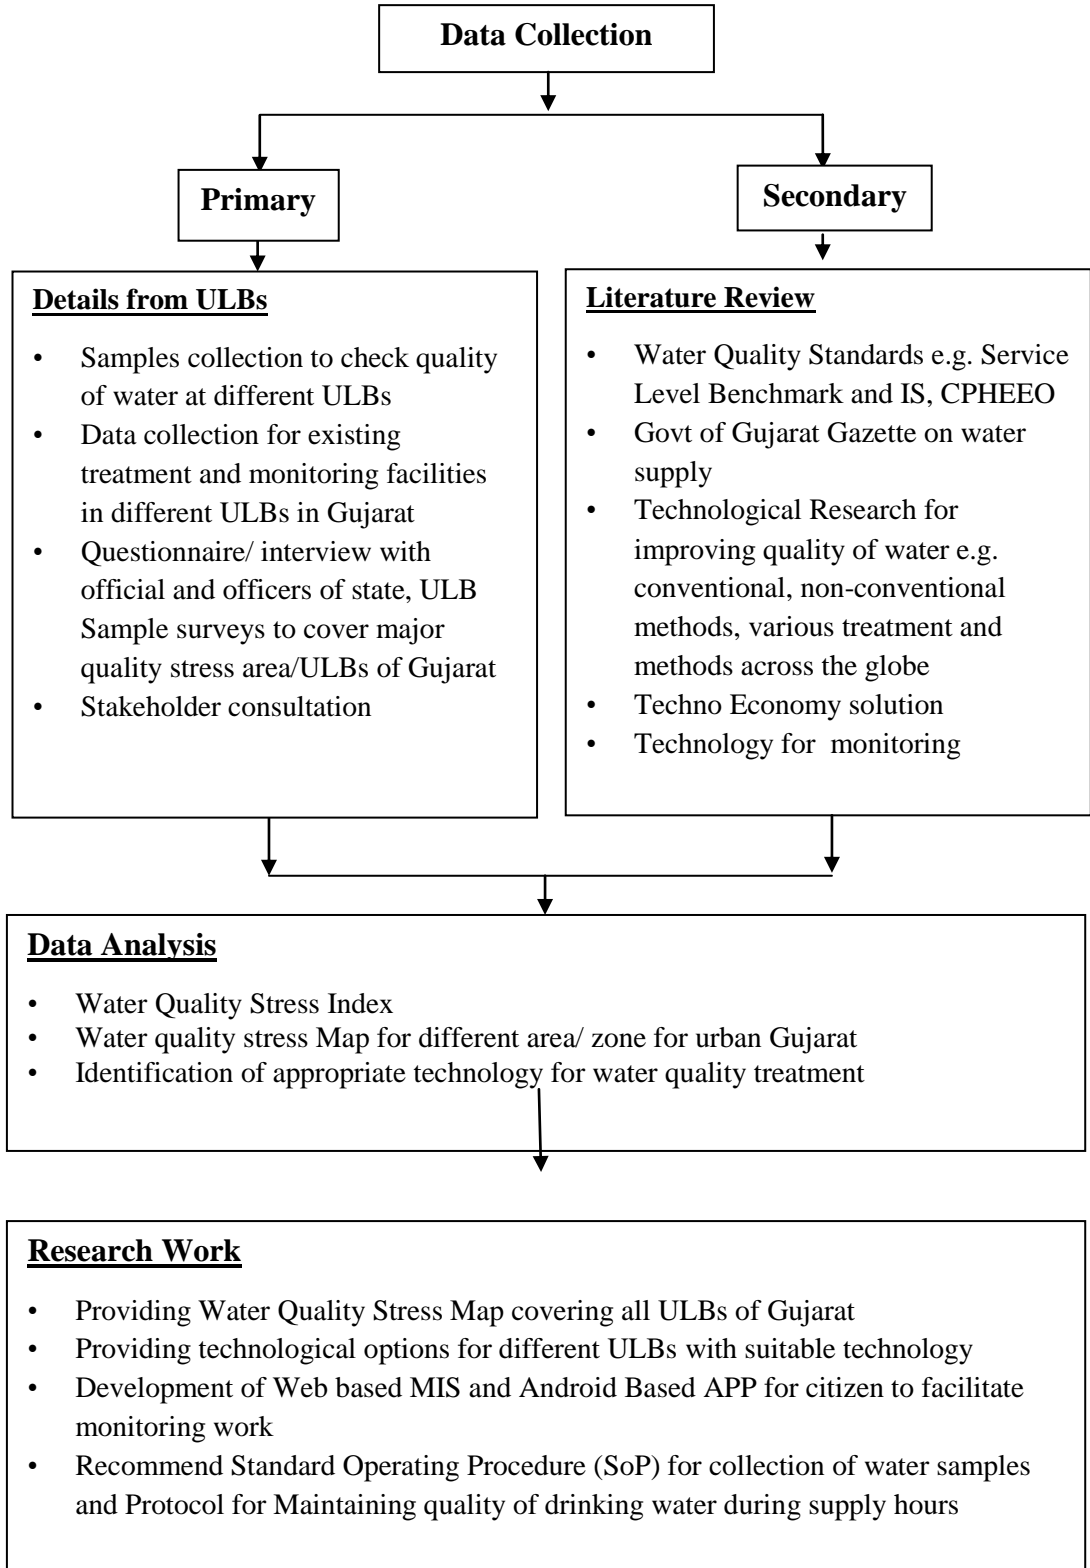 Data Collection
Primary
Secondary
Details from ULBs
• Samples collection to check quality
of water at different ULBs
• Data collection for existing
treatment and monitoring facilities
in different ULBs in Gujarat
• Questionnaire/ interview with
official and officers of state, ULB
Sample surveys to cover major
quality stress area/ULBs of Gujarat
• Stakeholder consultation
Literature Review
• Water Quality Standards e.g. Service
Level Benchmark and IS, CPHEEO
• Govt of Gujarat Gazette on water
supply
• Technological Research for
improving quality of water e.g.
conventional, non-conventional
methods, various treatment and
methods across the globe
• Techno Economy solution
• Technology for monitoring
Data Analysis
• Water Quality Stress Index
• Water quality stress Map for different area/ zone for urban Gujarat
• Identification of appropriate technology for water quality treatment
Research Work
• Providing Water Quality Stress Map covering all ULBs of Gujarat
• Providing technological options for different ULBs with suitable technology
• Development of Web based MIS and Android Based APP for citizen to facilitate
monitoring work
• Recommend Standard Operating Procedure (SoP) for collection of water samples
and Protocol for Maintaining quality of drinking water during supply hours